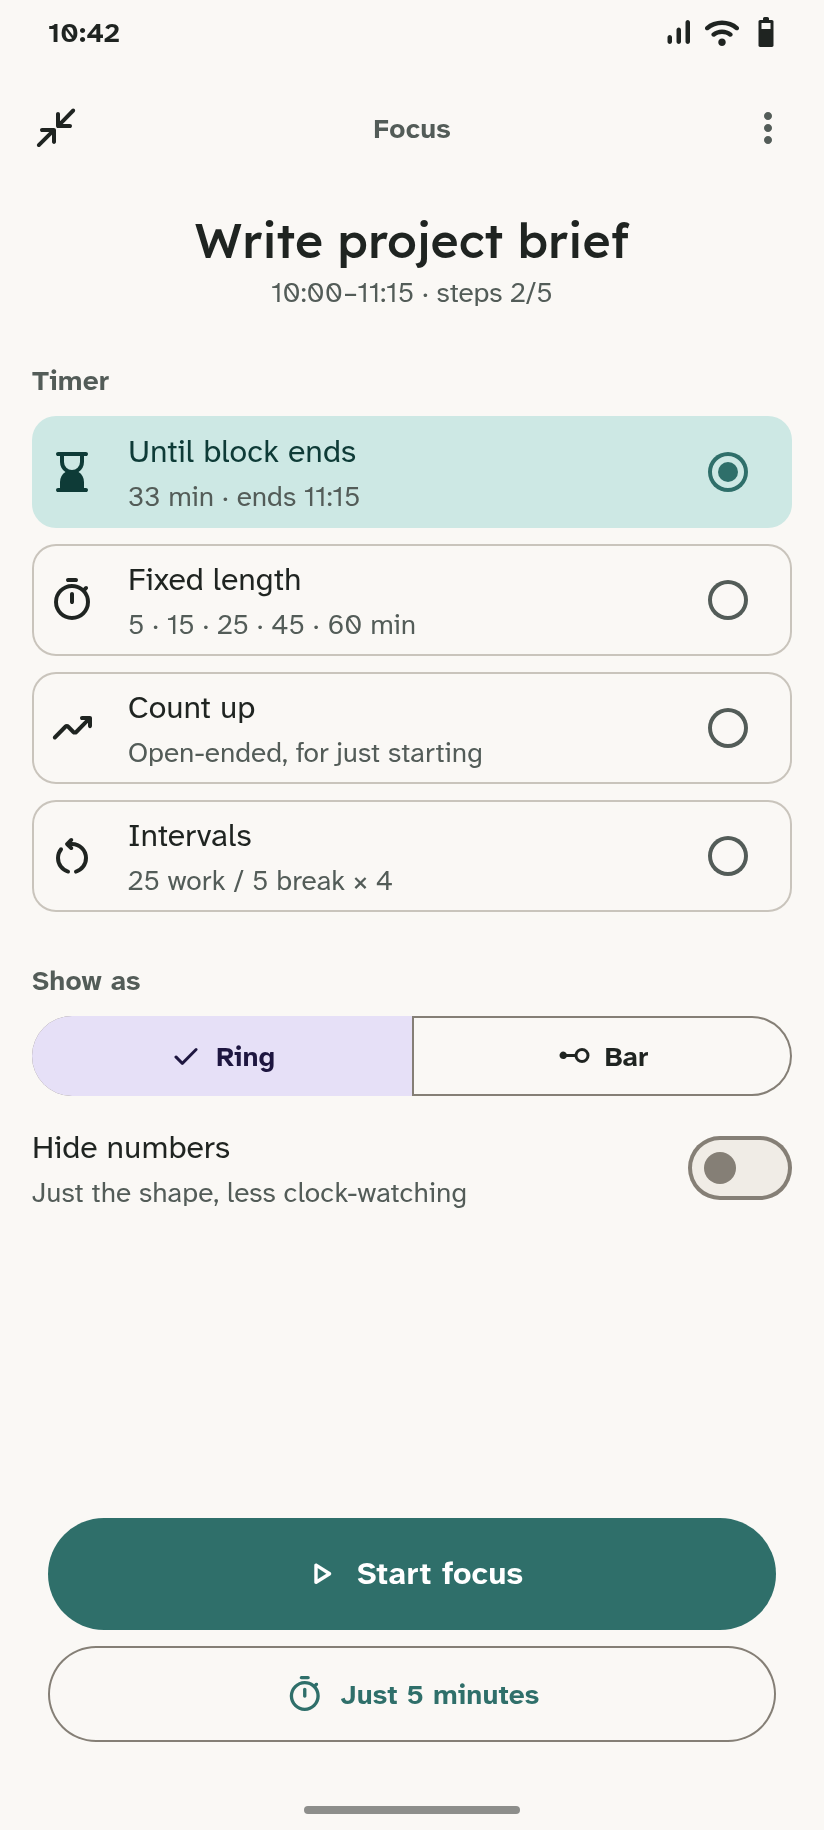 10:42
Focus
Write project brief
10:00–11:15 · steps 2/5
Timer
Until block ends
33 min · ends 11:15
Fixed length
5 · 15 · 25 · 45 · 60 min
Count up
Open-ended, for just starting
Intervals
25 work / 5 break × 4
Show as
Ring
Bar
Hide numbers
Just the shape, less clock-watching
Start focus
Just 5 minutes